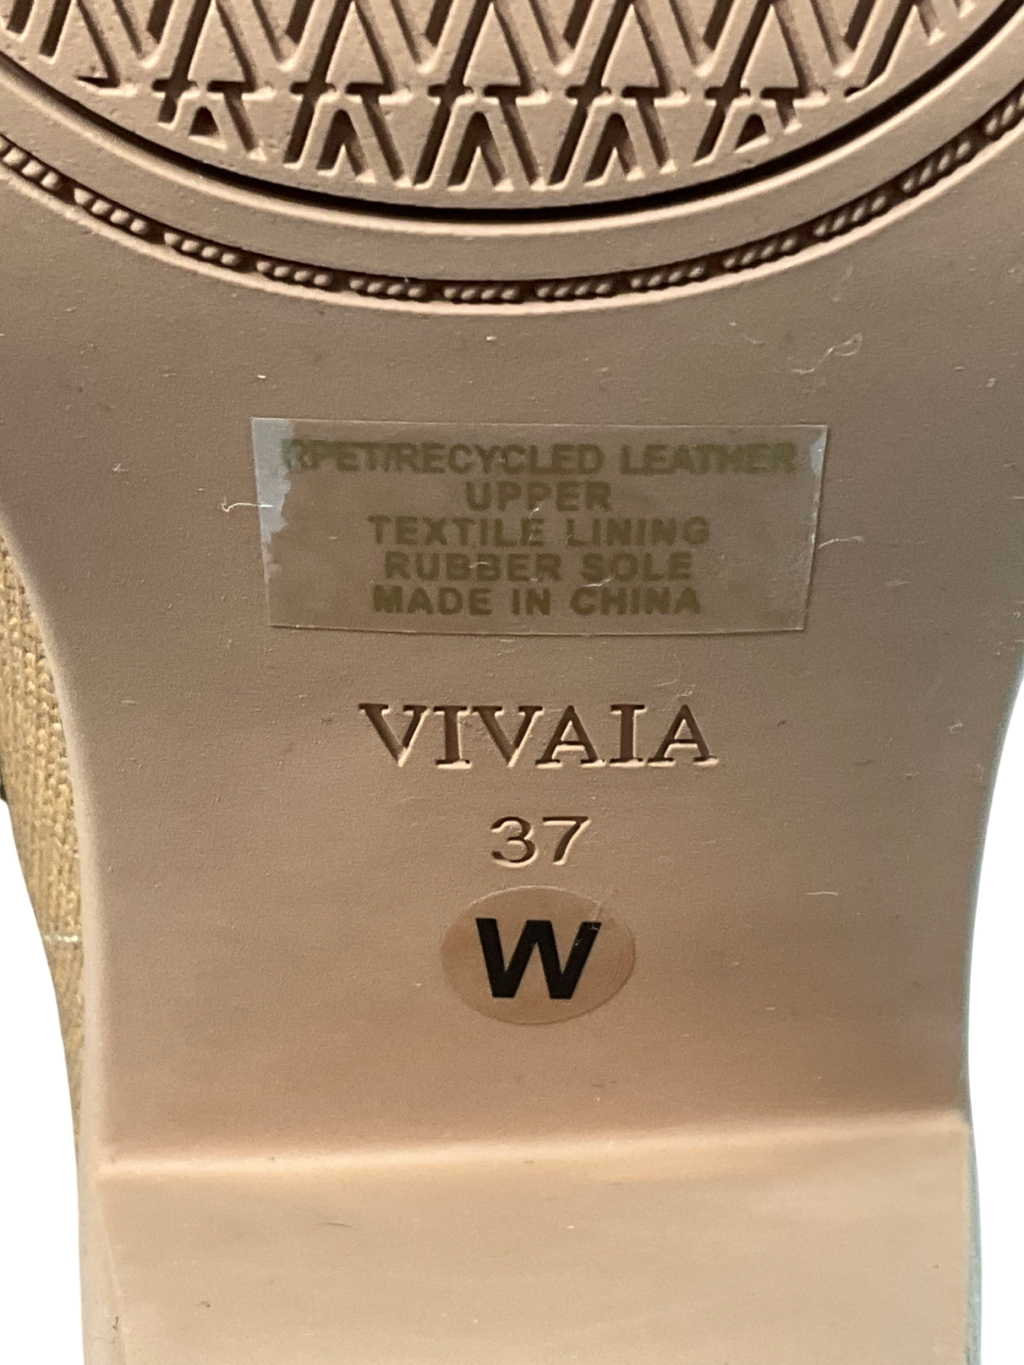 RPET/RECYCLED LEATHER
UPPER
TEXTILE LINING
RUBBER SOLE
MADE IN CHINA
VIVAIA
37
W